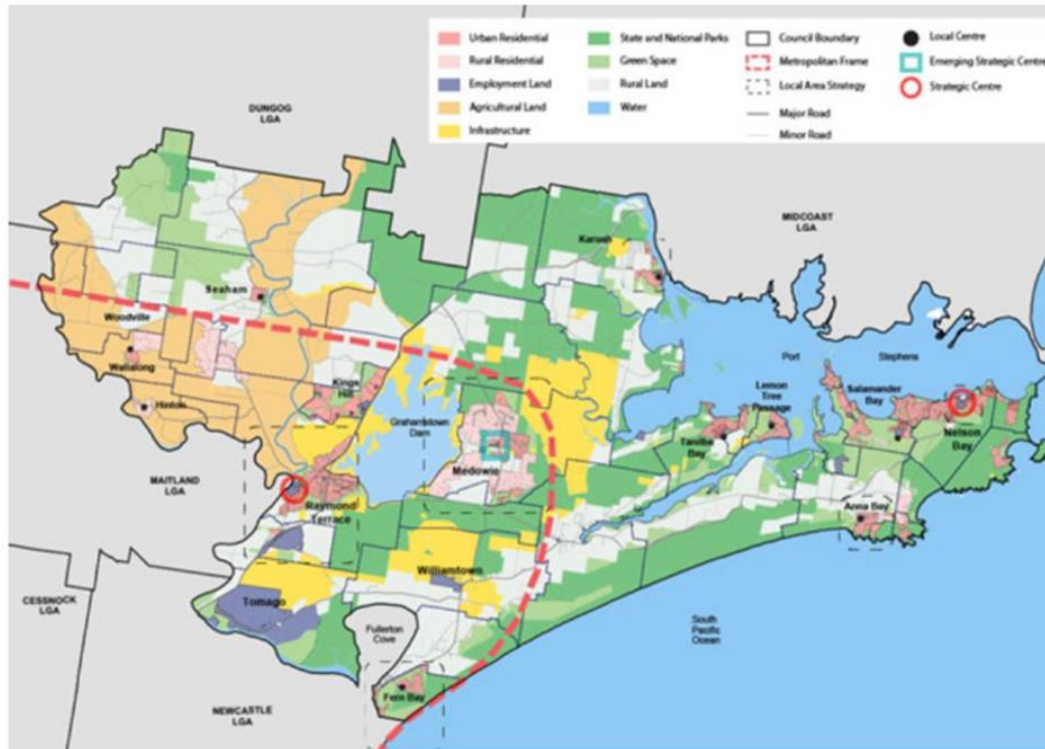 Urban Residential
Rural Residential
Employment Land
Agricultural Land
Infrastructure
State and National Parks
Green Space
Rural Land
Water
Council Boundary
Metropolitan Frame
Local Area Strategy
Major Road
Minor Road
Local Centre
Emerging Strategic Centre
Strategic Centre
DUNGOG
LGA
MIDCOAST
LGA
Karuah
Seaham
Woodville
Wallalong
Hinton
Kings
Hill
Grahamstown
Dam
Medowie
Port
Stephens
Lemon
Tree
Passage
Salamander
Bay
Tanilba
Bay
Nelson
Bay
Anna Bay
MAITLAND
LGA
Raymond
Terrace
Williamtown
Tomago
CESSNOCK
LGA
Fullerton
Cove
South
Pacific
Ocean
Fern Bay
NEWCASTLE
LGA